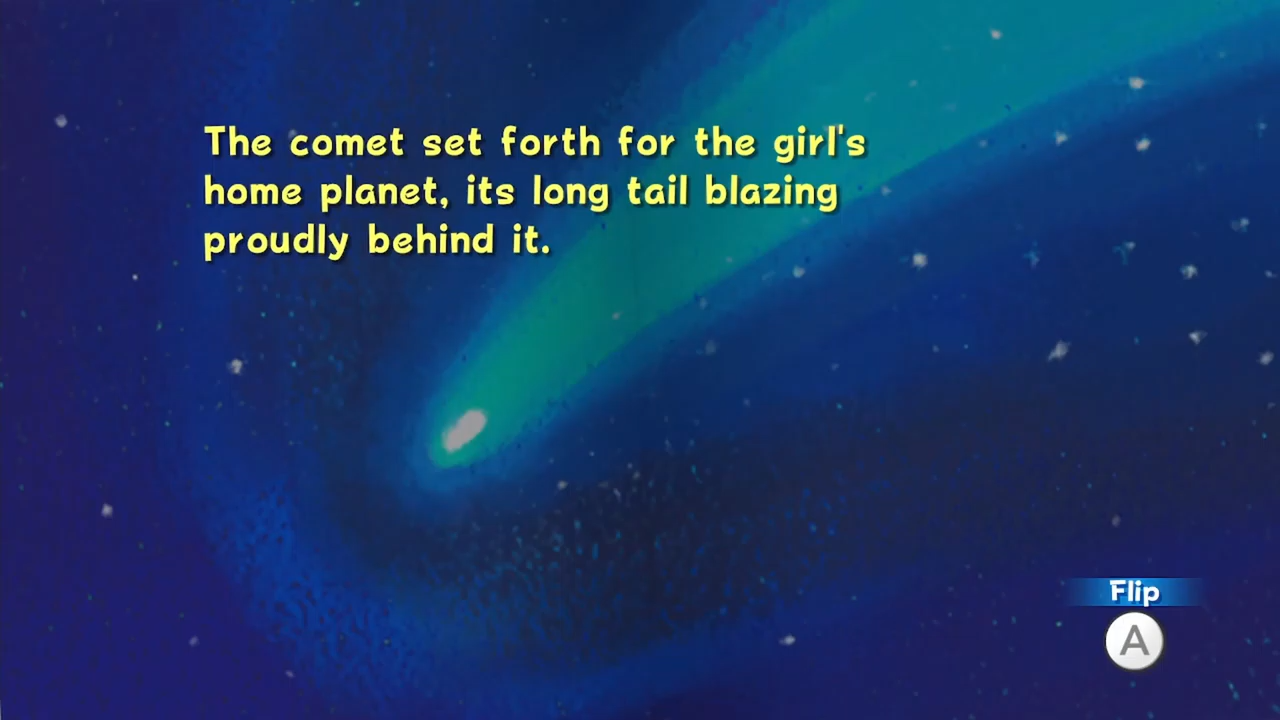 The comet set forth for the girl's
home planet, its long tail blazing
proudly behind it.
Flip
A